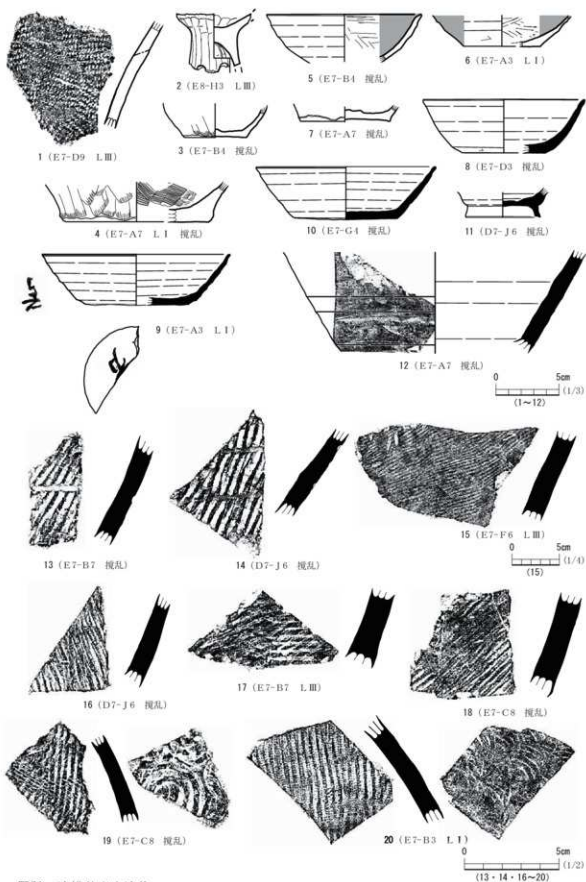 1 (E7-D9 LⅢ)
2 (E8-H3 LⅢ)
5 (E7-B4 撹乱)
6 (E7-A3 LⅠ)
3 (E7-B4 撹乱)
7 (E7-A7 撹乱)
8 (E7-D3 撹乱)
4 (E7-A7 LⅠ 撹乱)
10 (E7-G4 撹乱)
11 (D7-J6 撹乱)
9 (E7-A3 LⅠ)
12 (E7-A7 撹乱)
0 5cm
(1~12) (1/3)
13 (E7-B7 撹乱)
14 (D7-J6 撹乱)
15 (E7-F6 LⅢ)
0 5cm
(15) (1/4)
16 (D7-J6 撹乱)
17 (E7-B7 LⅢ)
18 (E7-C8 撹乱)
19 (E7-C8 撹乱)
20 (E7-B3 LⅠ)
0 5cm
(13・14・16~20) (1/2)